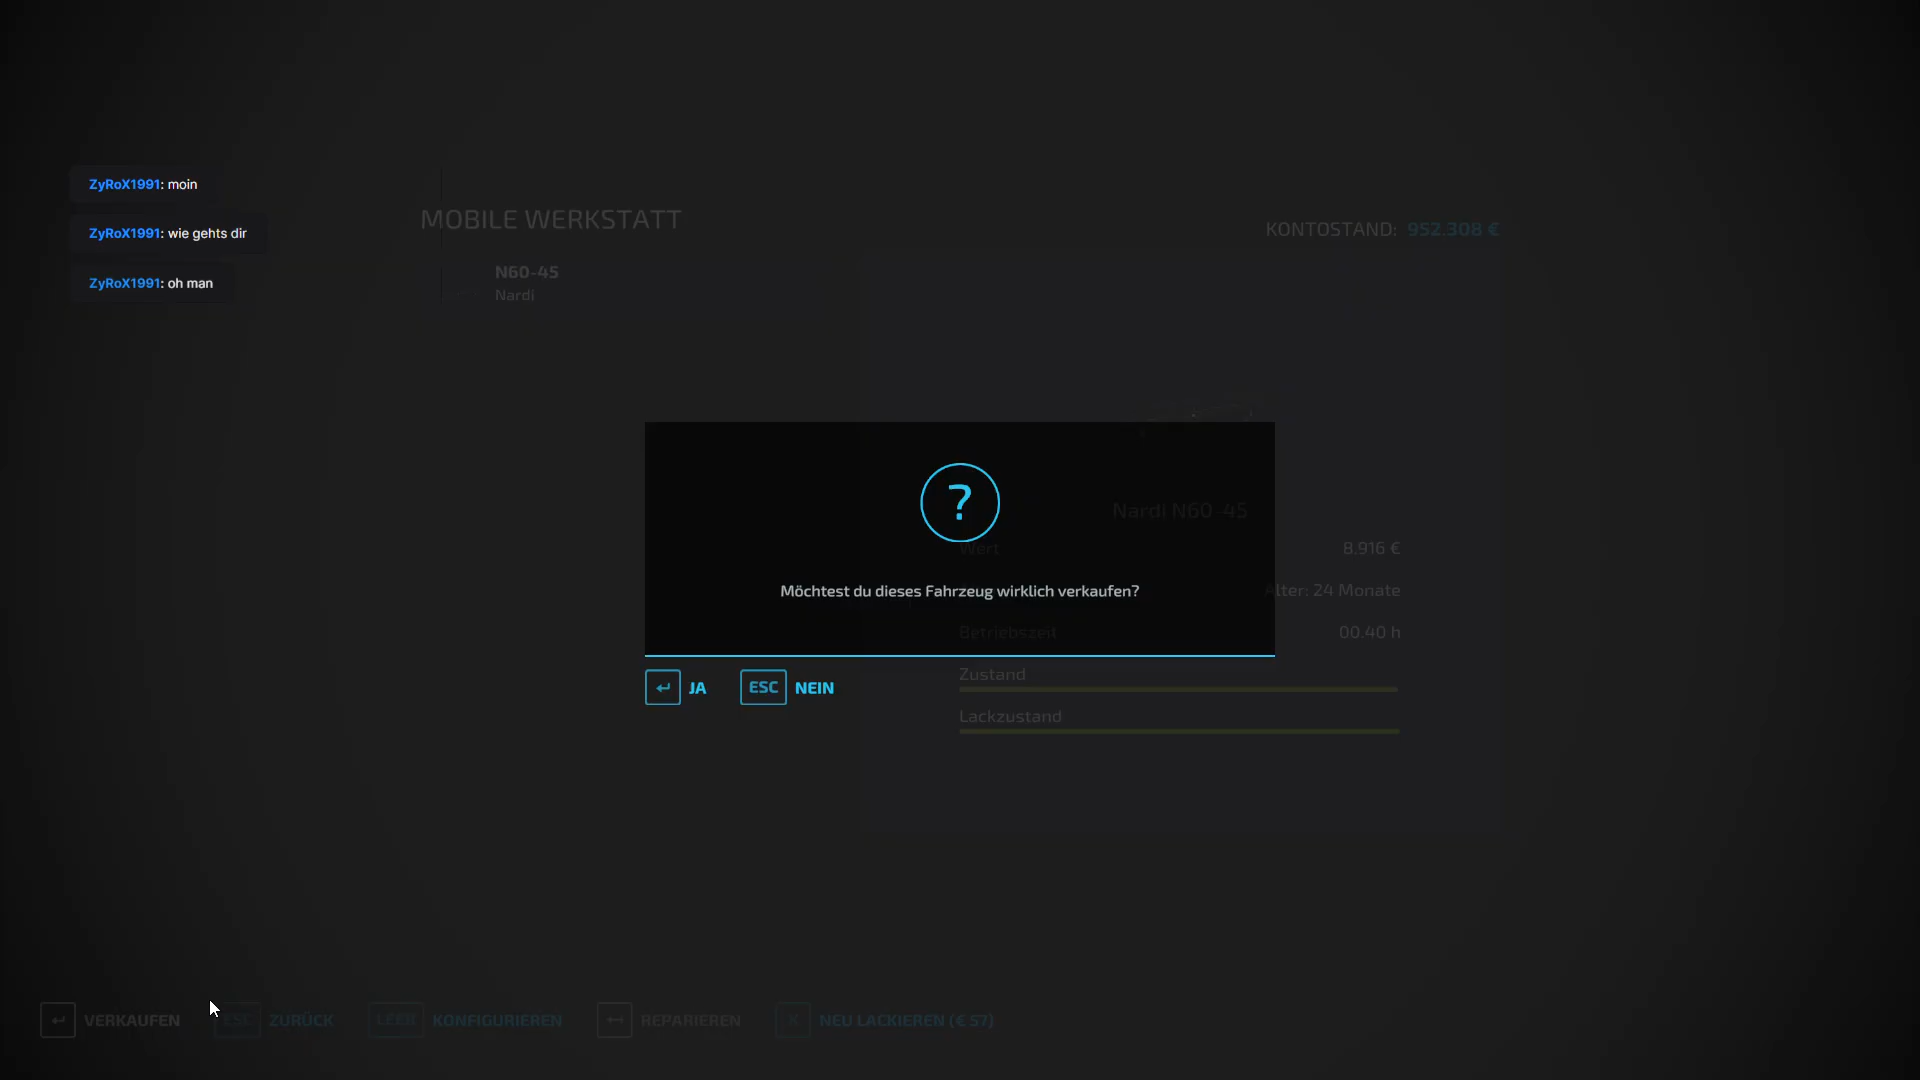 ZyRoX1991: moin
ZyRoX1991: wie gehts dir
ZyRoX1991: oh man
MOBILE WERKSTATT
KONTOSTAND: 952.308 €
N60-45
Nardi
?
Nardi N60-45
Wert 8.916 €
Möchtest du dieses Fahrzeug wirklich verkaufen?
Alter: 24 Monate
Betriebszeit 00.40 h
Zustand
JA ESC NEIN
Lackzustand
VERKAUFEN ESC ZURÜCK LEER KONFIGURIEREN REPARIEREN X NEU LACKIEREN (€ 57)